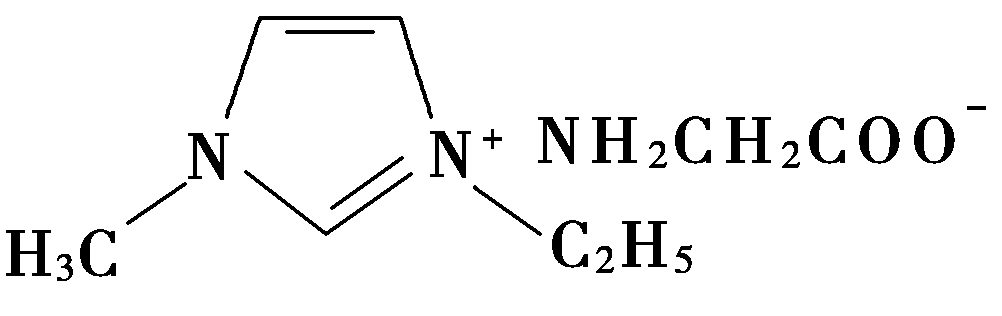 N
N⁺ NH₂CH₂COO⁻
H₃C
C₂H₅